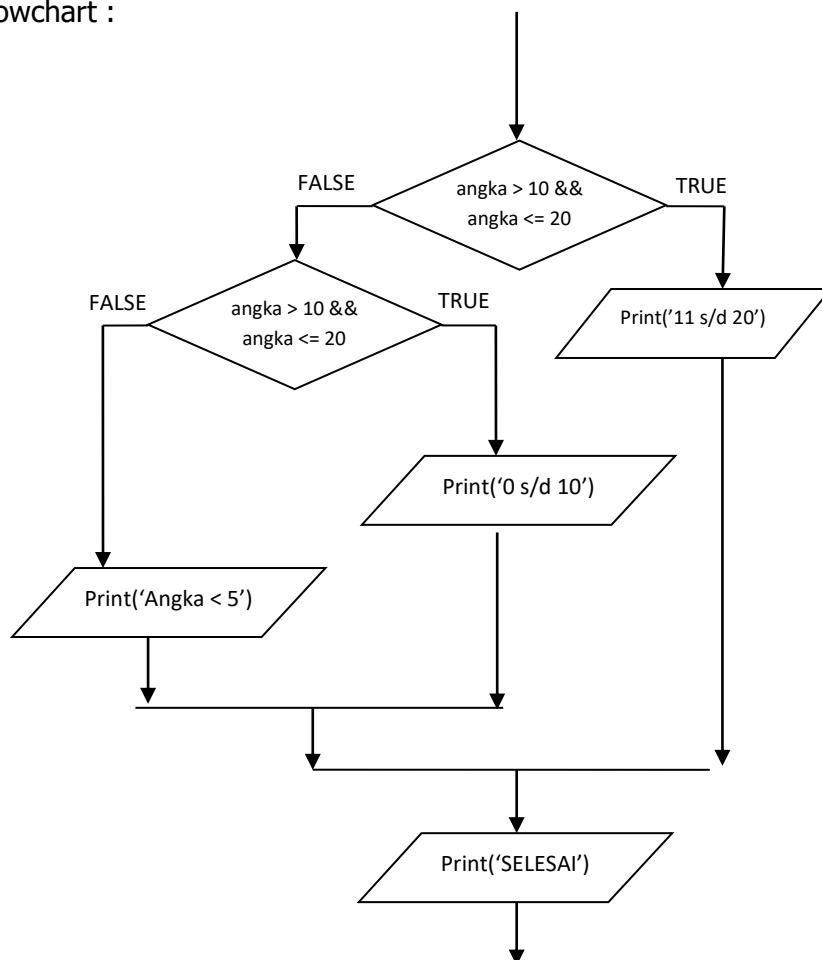 owchart :
angka > 10 &&
angka <= 20
FALSE
TRUE
angka > 10 &&
angka <= 20
FALSE
TRUE
Print('11 s/d 20')
Print(‘0 s/d 10’)
Print(‘Angka < 5’)
Print(‘SELESAI’)